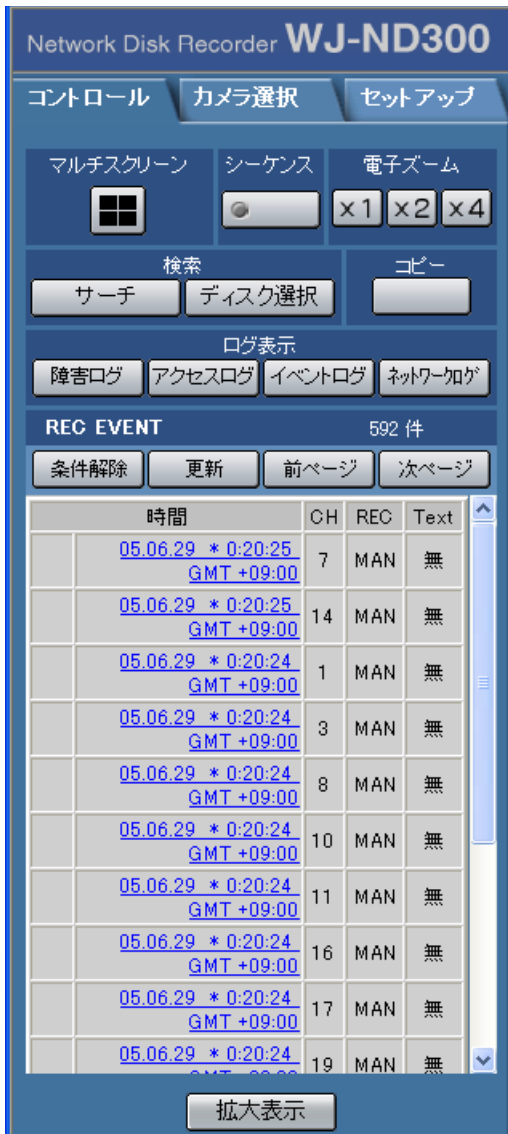 Network Disk Recorder WJ-ND300
コントロール カメラ選択 セットアップ
マルチスクリーン シーケンス 電子ズーム
x1 x2 x4
検索 コピー
サーチ ディスク選択
ログ表示
障害ログ アクセスログ イベントログ ネットワークログ
REC EVENT 592 件
条件解除 更新 前ページ 次ページ
時間 CH REC Text
05.06.29 * 0:20:25
GMT +09:00 7 MAN 無
05.06.29 * 0:20:25
GMT +09:00 14 MAN 無
05.06.29 * 0:20:24
GMT +09:00 1 MAN 無
05.06.29 * 0:20:24
GMT +09:00 3 MAN 無
05.06.29 * 0:20:24
GMT +09:00 8 MAN 無
05.06.29 * 0:20:24
GMT +09:00 10 MAN 無
05.06.29 * 0:20:24
GMT +09:00 11 MAN 無
05.06.29 * 0:20:24
GMT +09:00 16 MAN 無
05.06.29 * 0:20:24
GMT +09:00 17 MAN 無
05.06.29 * 0:20:24 19 MAN 無
拡大表示